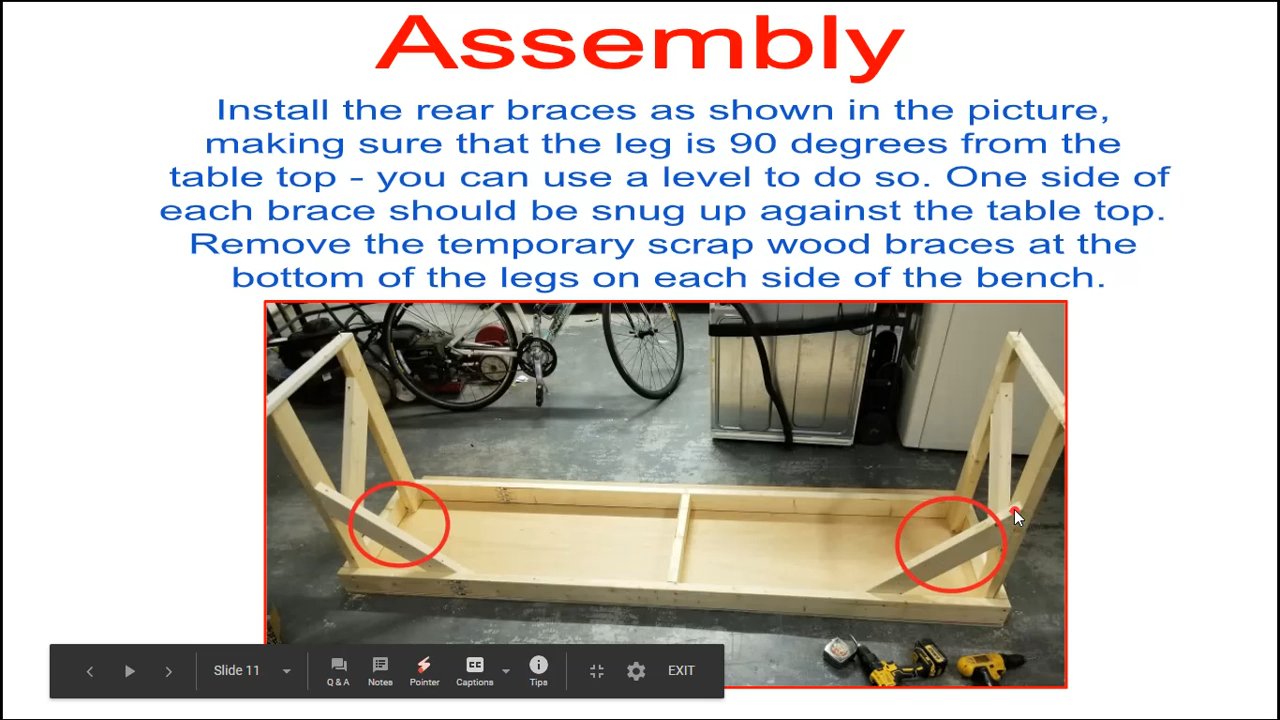 Assembly
Install the rear braces as shown in the picture,
making sure that the leg is 90 degrees from the
table top - you can use a level to do so. One side of
each brace should be snug up against the table top.
Remove the temporary scrap wood braces at the
bottom of the legs on each side of the bench.
Slide 11
Q & A
Notes
Pointer
CC
Captions
Tips
EXIT